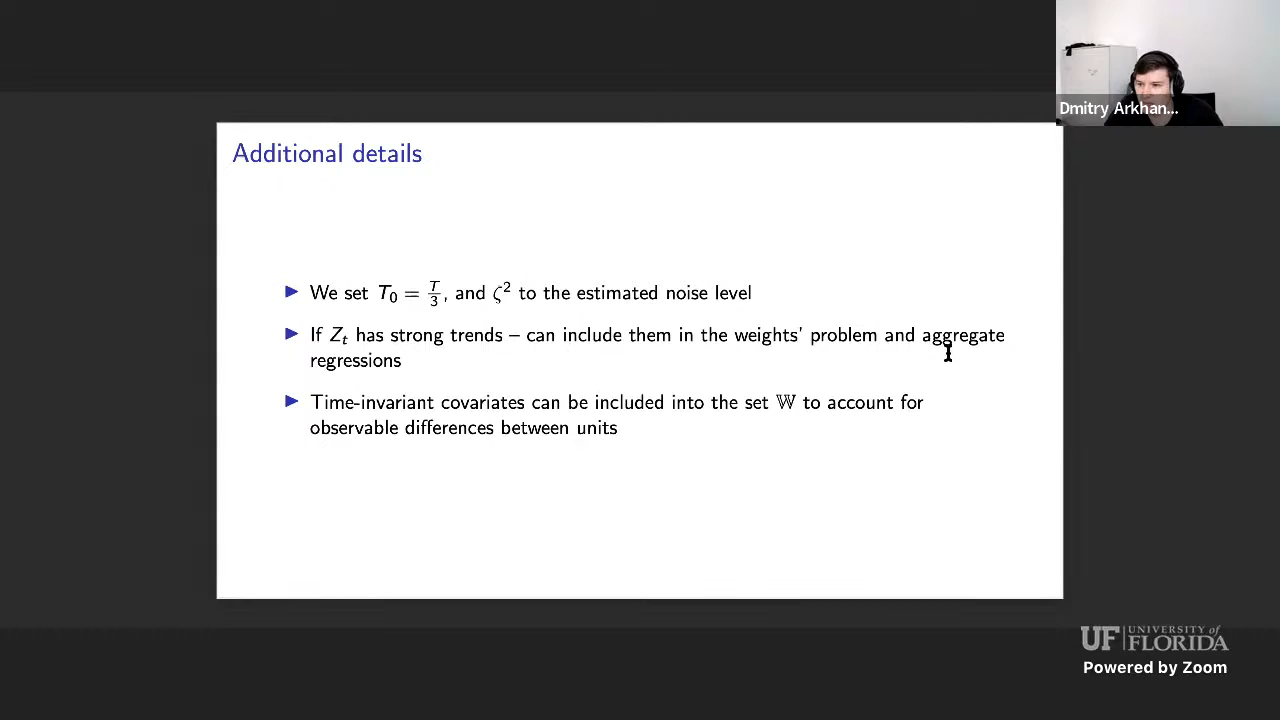 Dmitry Arkhan...
Additional details
▶ We set T₀ = T/3, and ζ² to the estimated noise level
▶ If Zₜ has strong trends – can include them in the weights' problem and aggregate
regressions
▶ Time-invariant covariates can be included into the set 𝕎 to account for
observable differences between units
UF UNIVERSITY of FLORIDA
Powered by Zoom